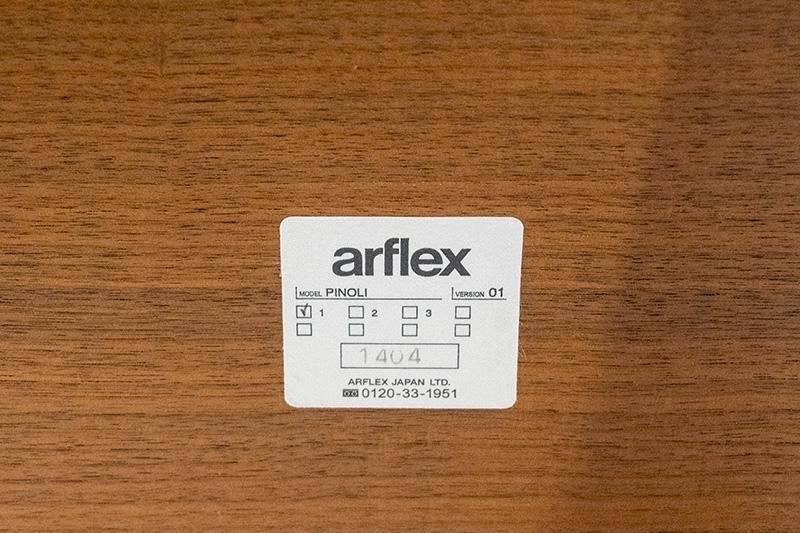 arflex
MODEL PINOLI VERSION 01
1 2 3
1404
ARFLEX JAPAN LTD.
0120-33-1951